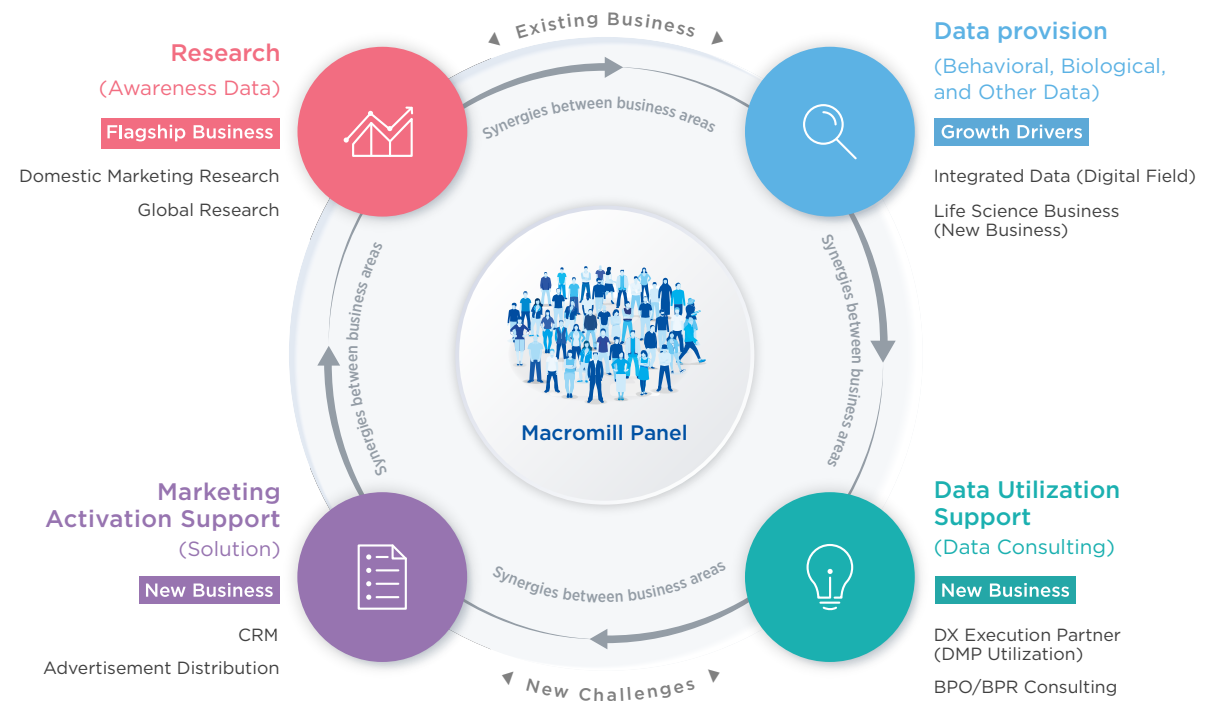 Existing Business
Research
(Awareness Data)
Flagship Business
Domestic Marketing Research
Global Research
Synergies between business areas
Data provision
(Behavioral, Biological,
and Other Data)
Growth Drivers
Integrated Data (Digital Field)
Life Science Business
(New Business)
Synergies between business areas
Synergies between business areas
Macromill Panel
Marketing
Activation Support
(Solution)
New Business
CRM
Advertisement Distribution
Synergies between business areas
Data Utilization
Support
(Data Consulting)
New Business
DX Execution Partner
(DMP Utilization)
BPO/BPR Consulting
New Challenges